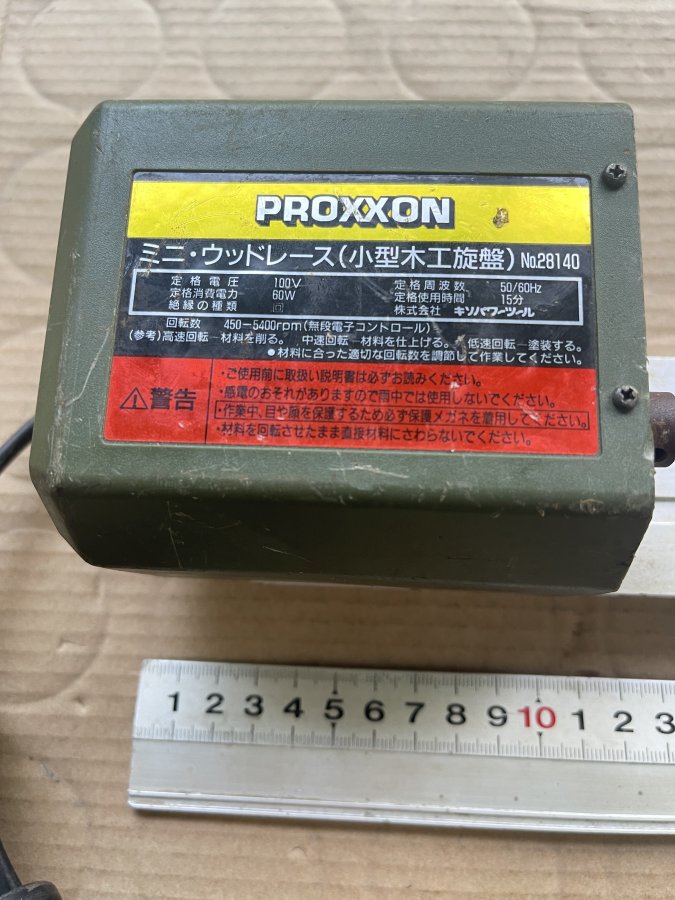 PROXXON
ミニ・ウッドレース(小型木工旋盤) No.28140
定格電圧 100V 定格周波数 50/60Hz
定格消費電力 60W 定格使用時間 15分
絶縁の種類 回 株式会社 キソパワーツール
回転数 450-5400rpm(無段電子コントロール)
(参考)高速回転–材料を削る。 中速回転–材料を仕上げる。 低速回転–塗装する。
●材料に合った適切な回転数を調節して作業してください。
⚠警告
・ご使用前に取扱い説明書は必ずお読みください。
・感電のおそれがありますので雨中では使用しないでください。
・作業中、目や顔を保護するため必ず保護メガネを着用してください。
・材料を回転させたまま直接材料にさわらないでください。
1 2 3 4 5 6 7 8 9 10 1 2 3